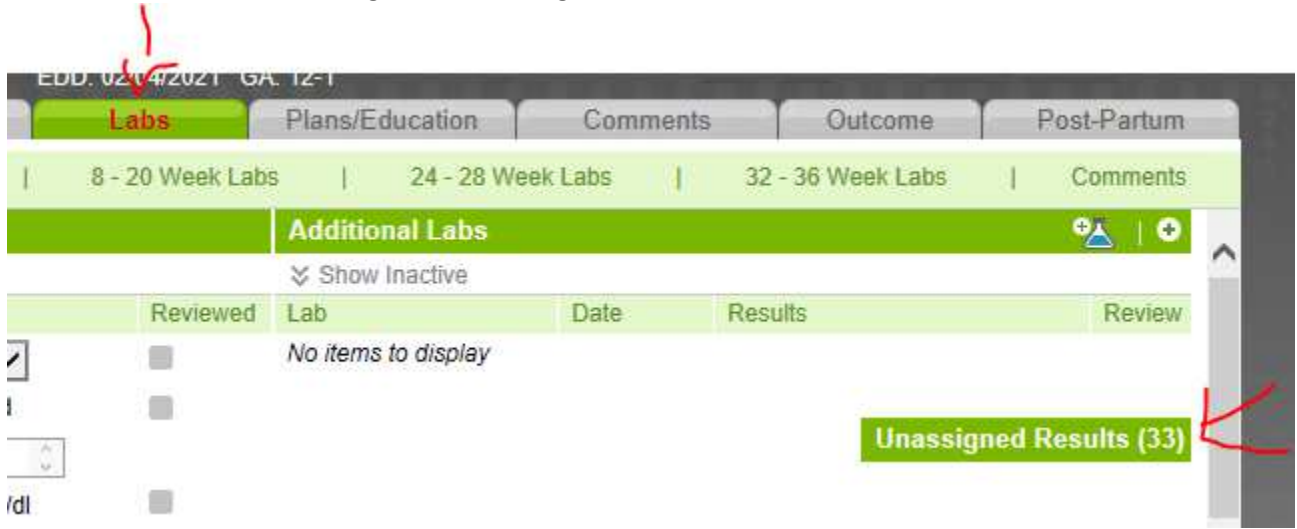 EDD: 02/04/2021 GA: 12-1
Labs Plans/Education Comments Outcome Post-Partum
| 8 - 20 Week Labs | 24 - 28 Week Labs | 32 - 36 Week Labs | Comments
Additional Labs |
Show Inactive
Reviewed Lab Date Results Review
No items to display
Unassigned Results (33)
/dl